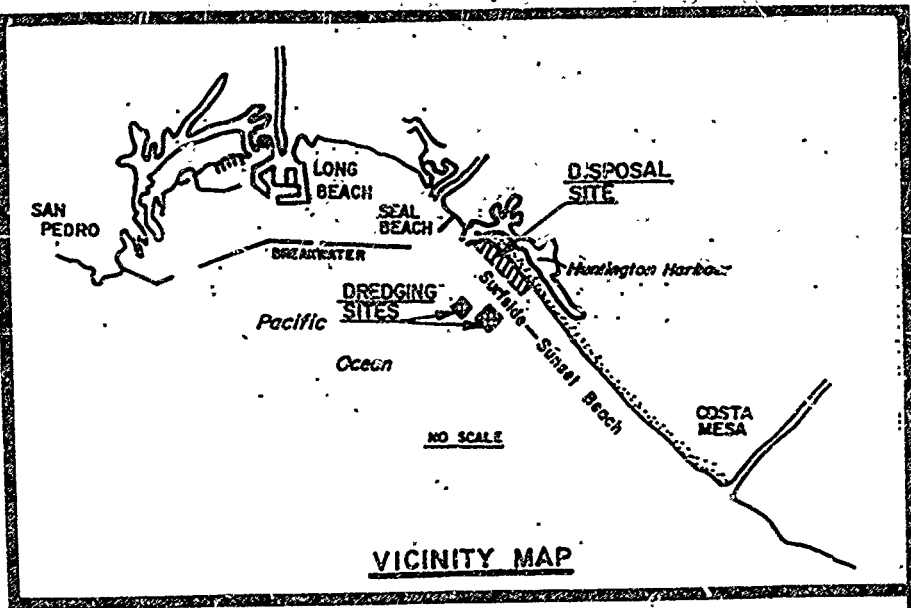 SAN
PEDRO
LONG
BEACH
SEAL
BEACH
DISPOSAL
SITE
BREAKWATER
Huntington Harbour
DREDGING
SITES
Surfside — Sunset Beach
Pacific
Ocean
COSTA
MESA
NO SCALE
VICINITY MAP